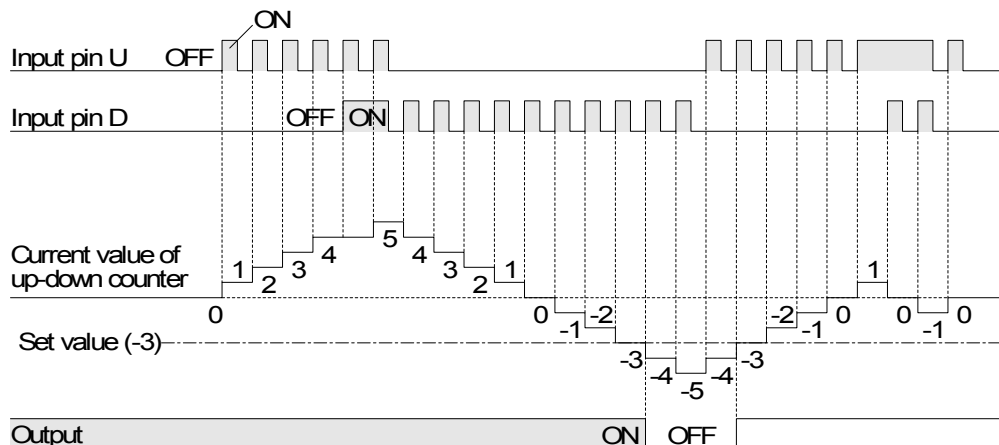 ON
Input pin U OFF
Input pin D OFF ON
Current value of
up-down counter
0 1 2 3 4 5 4 3 2 1 0 -1 -2 -3 -4 -5 -4 -3 -2 -1 0 1 0 -1 0
Set value (-3)
Output ON OFF